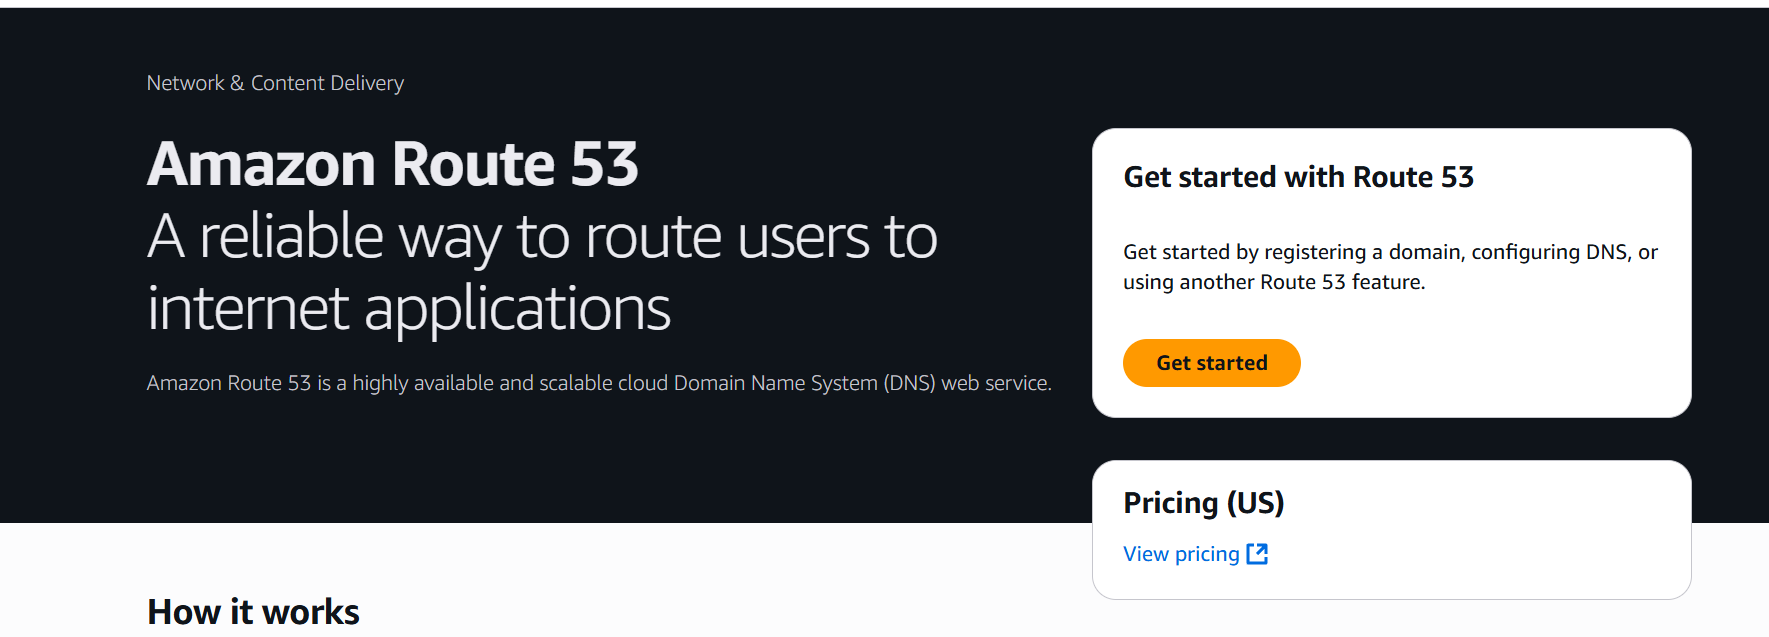 Network & Content Delivery
Amazon Route 53
A reliable way to route users to
internet applications
Amazon Route 53 is a highly available and scalable cloud Domain Name System (DNS) web service.
Get started with Route 53
Get started by registering a domain, configuring DNS, or
using another Route 53 feature.
Get started
Pricing (US)
View pricing
How it works